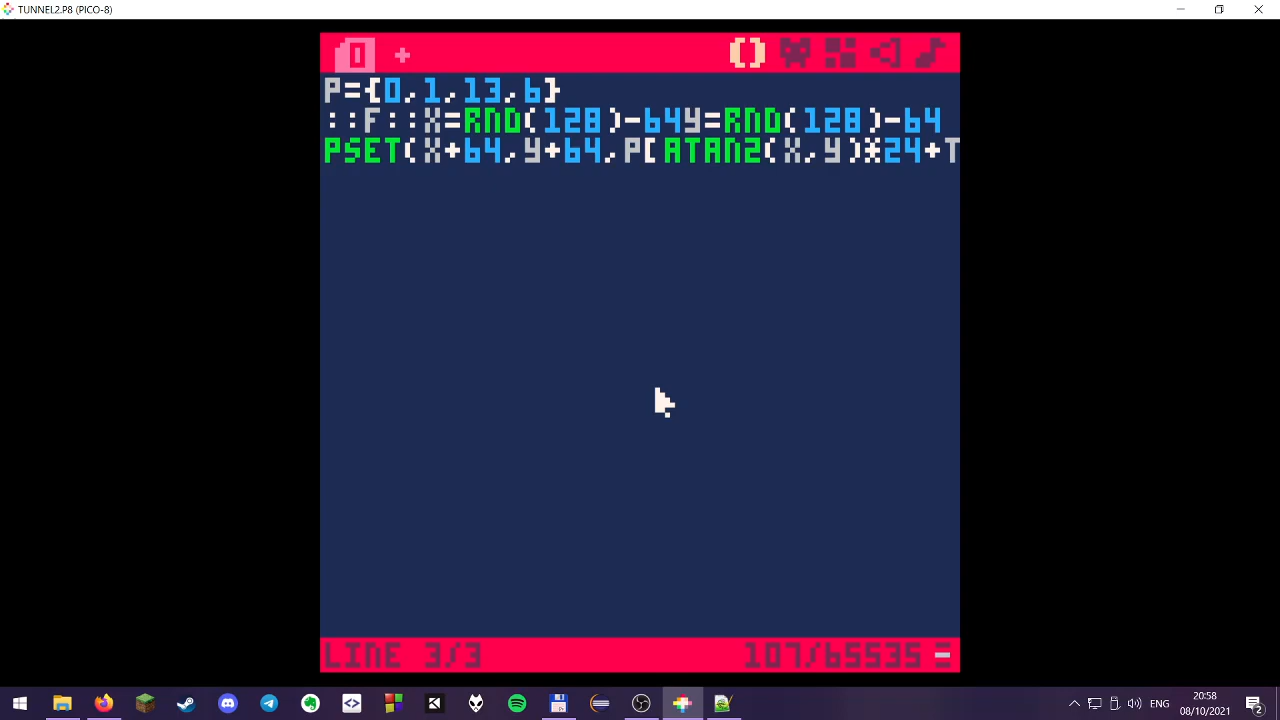 TUNNEL2.P8 (PICO-8)
P={0,1,13,6}
::F::X=RND(128)-64Y=RND(128)-64
PSET(X+64,Y+64,P[ATAN2(X,Y)*24+T
LINE 3/3
107/65535
ENG
20:58
08/10/2021
2